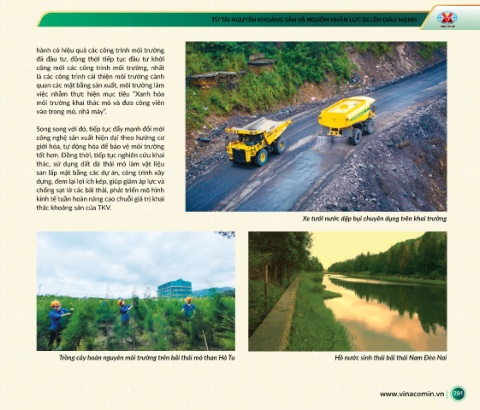 TỪ TÀI NGUYÊN KHOÁNG SẢN VÀ NGUỒN NHÂN LỰC ĐI LÊN GIÀU MẠNH
hành có hiệu quả các công trình môi trường
đã đầu tư, đồng thời tiếp tục đầu tư khởi
công mới các công trình môi trường, nhất
là các công trình cải thiện môi trường cảnh
quan các mặt bằng sản xuất, môi trường làm
việc nhằm thực hiện mục tiêu "Xanh hóa
môi trường khai thác mỏ và đưa công viên
vào trong mỏ, nhà máy".
Song song với đó, tiếp tục đẩy mạnh đổi mới
công nghệ sản xuất hiện đại theo hướng cơ
giới hóa, tự động hóa để bảo vệ môi trường
tốt hơn. Đồng thời, tiếp tục nghiên cứu khai
thác, sử dụng đất đá thải mỏ làm vật liệu
san lấp mặt bằng các dự án, công trình xây
dựng, đem lại lợi ích kép, giúp giảm áp lực và
chống sạt lở các bãi thải, phát triển mô hình
kinh tế tuần hoàn nâng cao chuỗi giá trị khai
thác khoáng sản của TKV.
Xe tưới nước dập bụi chuyên dụng trên khai trường
Trồng cây hoàn nguyên môi trường trên bãi thải mỏ than Hà Tu
Hồ nước sinh thái bãi thải Nam Đèo Nai
www.vinacomin.vn
291